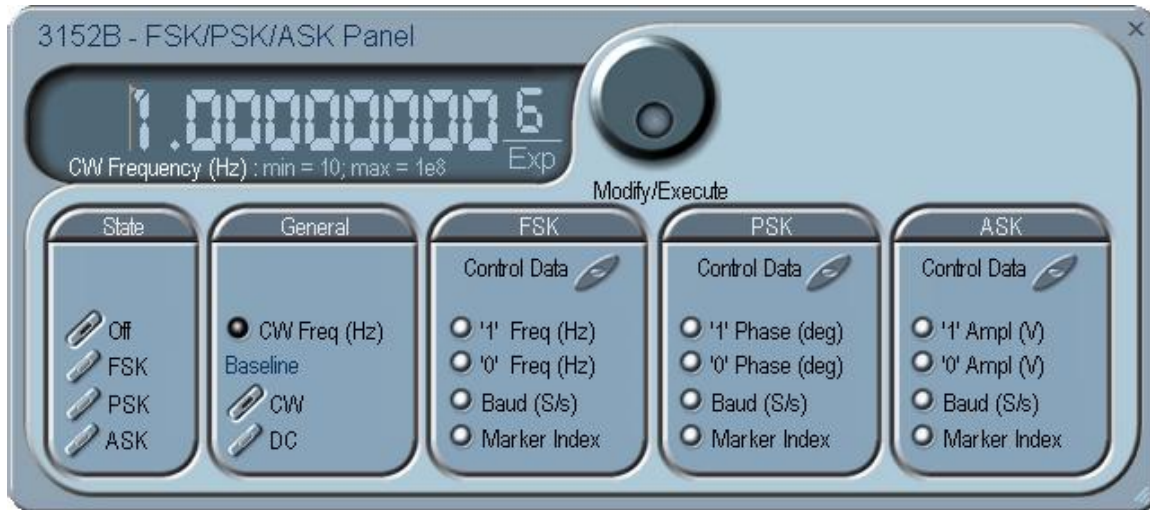 3152B - FSK/PSK/ASK Panel
1.00000000 6
CW Frequency (Hz) : min = 10; max = 1e8
Exp
Modify/Execute
State
Off
FSK
PSK
ASK
General
CW Freq (Hz)
Baseline
CW
DC
FSK
Control Data
'1' Freq (Hz)
'0' Freq (Hz)
Baud (S/s)
Marker Index
PSK
Control Data
'1' Phase (deg)
'0' Phase (deg)
Baud (S/s)
Marker Index
ASK
Control Data
'1' Ampl (V)
'0' Ampl (V)
Baud (S/s)
Marker Index